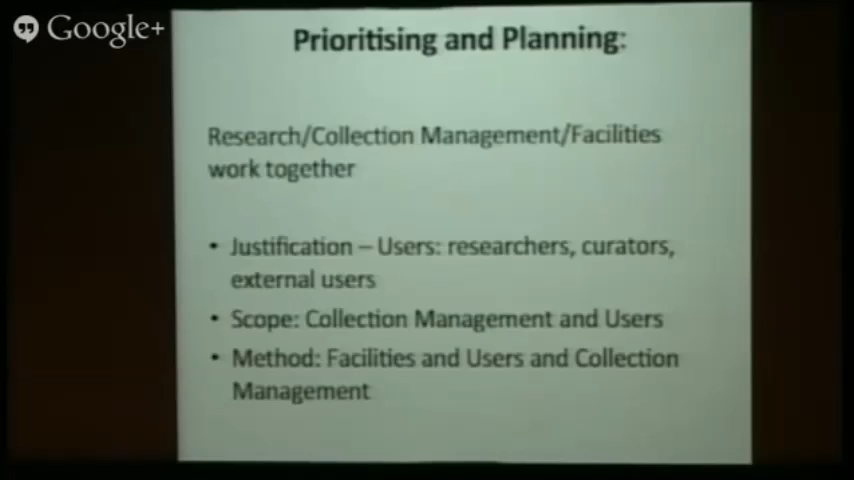 Google+
Prioritising and Planning:
Research/Collection Management/Facilities
work together
• Justification – Users: researchers, curators,
external users
• Scope: Collection Management and Users
• Method: Facilities and Users and Collection
Management